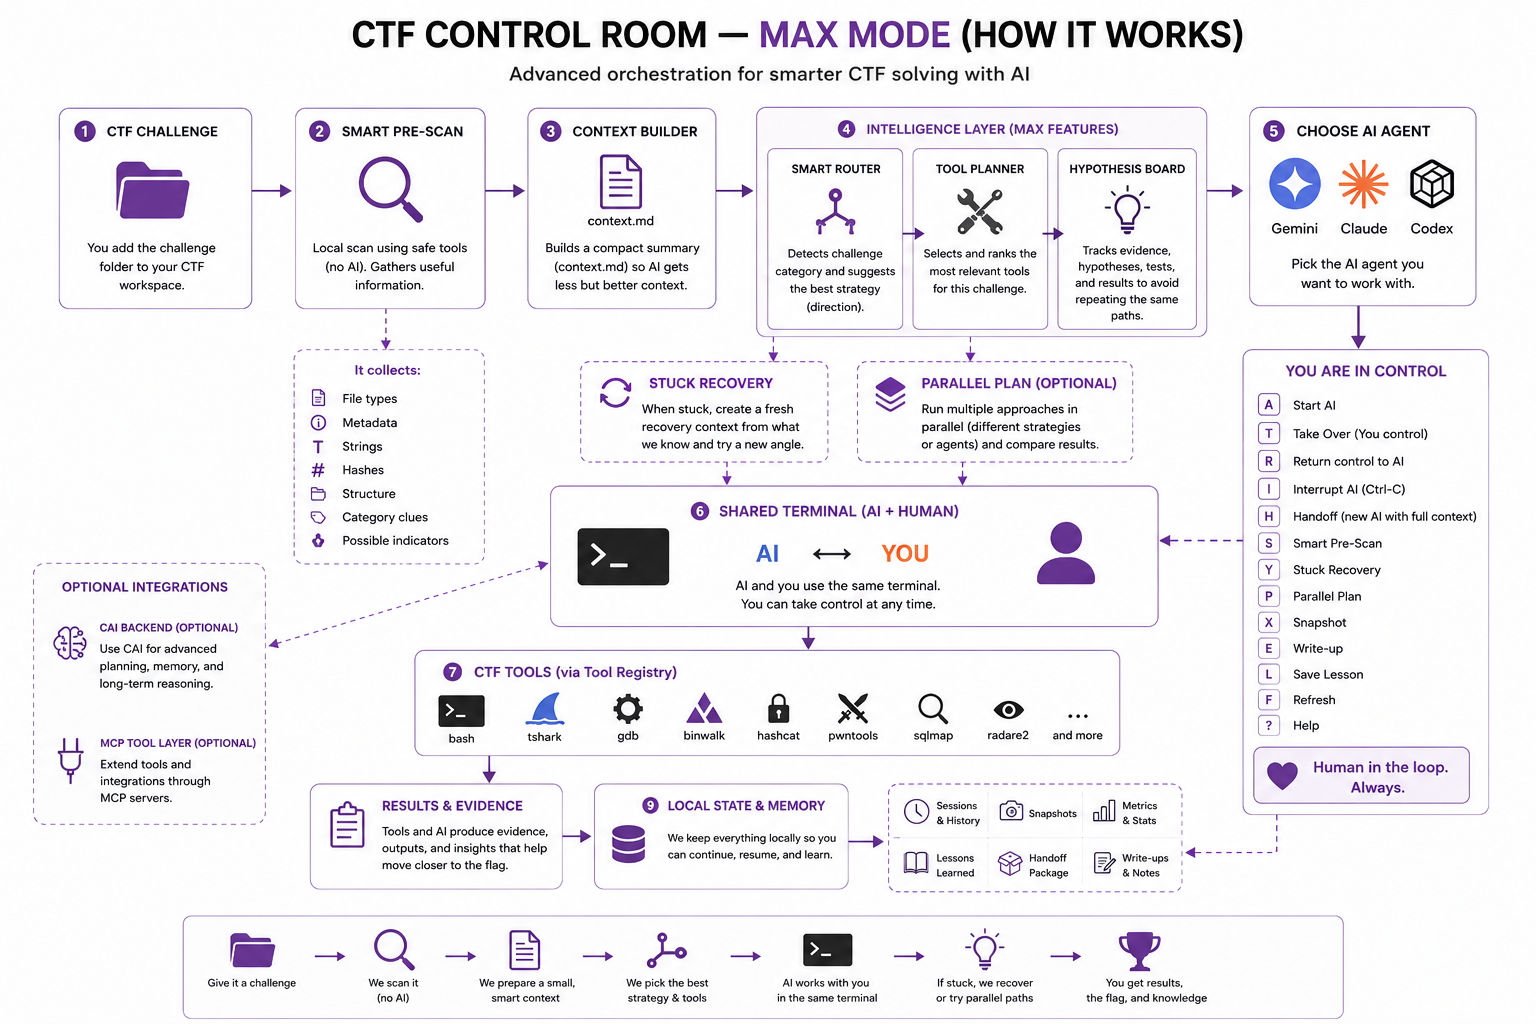 CTF CONTROL ROOM — MAX MODE (HOW IT WORKS)
Advanced orchestration for smarter CTF solving with AI
1 CTF CHALLENGE
You add the challenge
folder to your CTF
workspace.
2 SMART PRE-SCAN
Local scan using safe tools
(no AI). Gathers useful
information.
3 CONTEXT BUILDER
context.md
Builds a compact summary
(context.md) so AI gets
less but better context.
4 INTELLIGENCE LAYER (MAX FEATURES)
SMART ROUTER
Detects challenge
category and suggests
the best strategy
(direction).
TOOL PLANNER
Selects and ranks the
most relevant tools
for this challenge.
HYPOTHESIS BOARD
Tracks evidence,
hypotheses, tests,
and results to avoid
repeating the same
paths.
5 CHOOSE AI AGENT
Gemini
Claude
Codex
Pick the AI agent you
want to work with.
It collects:
File types
Metadata
T Strings
# Hashes
Structure
Category clues
Possible indicators
STUCK RECOVERY
When stuck, create a fresh
recovery context from what
we know and try a new angle.
PARALLEL PLAN (OPTIONAL)
Run multiple approaches in
parallel (different strategies
or agents) and compare results.
YOU ARE IN CONTROL
A Start AI
T Take Over (You control)
R Return control to AI
I Interrupt AI (Ctrl-C)
H Handoff (new AI with full context)
S Smart Pre-Scan
Y Stuck Recovery
P Parallel Plan
X Snapshot
E Write-up
L Save Lesson
F Refresh
? Help
Human in the loop.
Always.
6 SHARED TERMINAL (AI + HUMAN)
>_
AI ↔ YOU
AI and you use the same terminal.
You can take control at any time.
OPTIONAL INTEGRATIONS
CAI BACKEND (OPTIONAL)
Use CAI for advanced
planning, memory, and
long-term reasoning.
MCP TOOL LAYER (OPTIONAL)
Extend tools and
integrations through
MCP servers.
7 CTF TOOLS (via Tool Registry)
>_
bash
tshark
gdb
binwalk
hashcat
pwntools
sqlmap
radare2
...
and more
RESULTS & EVIDENCE
Tools and AI produce evidence,
outputs, and insights that help
move closer to the flag.
9 LOCAL STATE & MEMORY
We keep everything locally so you
can continue, resume, and learn.
Sessions
& History
Snapshots
Metrics
& Stats
Lessons
Learned
Handoff
Package
Write-ups
& Notes
Give it a challenge
We scan it
(no AI)
We prepare a small,
smart context
We pick the best
strategy & tools
>_
AI works with you
in the same terminal
If stuck, we recover
or try parallel paths
You get results,
the flag, and knowledge